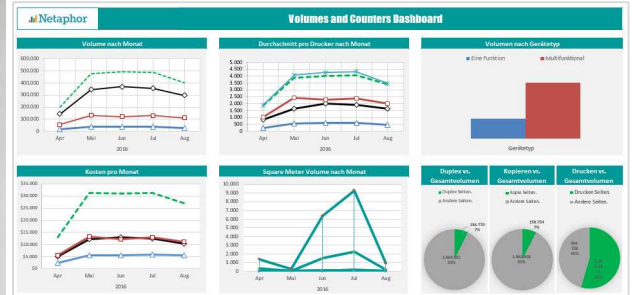 Netaphor
Volumes and Counters Dashboard
Volume nach Monat
600.000
500.000
400.000
300.000
200.000
100.000
0
Apr Mai Jun Jul Aug
2016
Durchschnitt pro Drucker nach Monat
5.000
4.500
4.000
3.500
3.000
2.500
2.000
1.500
1.000
500
0
Apr Mai Jun Jul Aug
2016
Volumen nach Gerätetyp
Eine Funktion Multifunktional
Gerätetyp
Kosten pro Monat
$35.000
$30.000
$25.000
$20.000
$15.000
$10.000
$5.000
$0
Apr Mai Jun Jul Aug
2016
Square Meter Volume nach Monat
10.000
9.000
8.000
7.000
6.000
5.000
4.000
3.000
2.000
1.000
0
Apr Mai Jun Jul Aug
2016
Duplex vs.
Gesamtvolumen
Duplex Seiten.
Andere Seiten.
7%
93%
Kopieren vs.
Gesamtvolumen
Kopie Seiten.
Andere Seiten.
7%
93%
Drucken vs.
Gesamtvolumen
Drucken Seiten.
Andere Seiten.